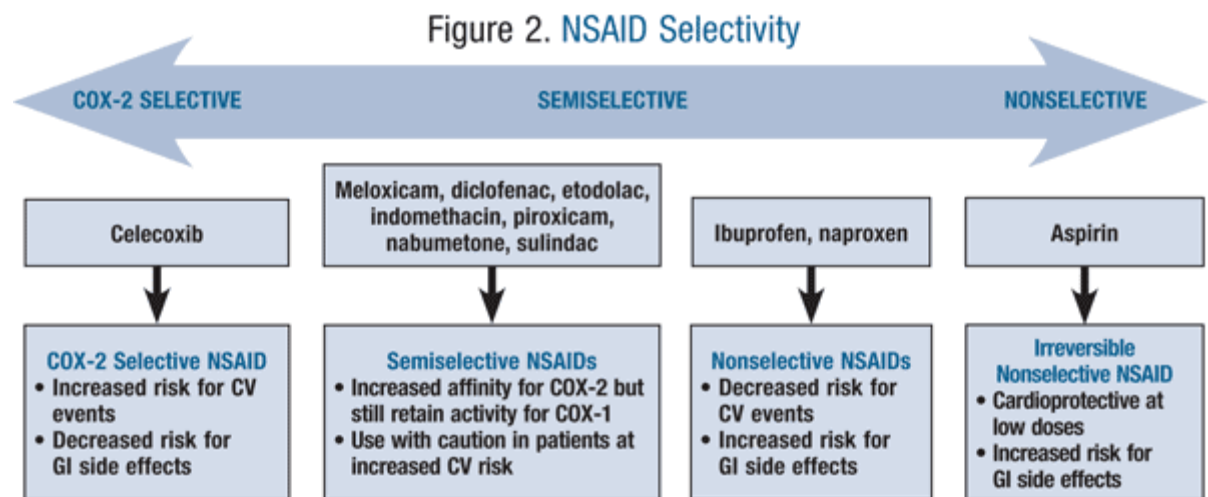 Figure 2. NSAID Selectivity
COX-2 SELECTIVE
SEMISELECTIVE
NONSELECTIVE
Celecoxib
Meloxicam, diclofenac, etodolac,
indomethacin, piroxicam,
nabumetone, sulindac
Ibuprofen, naproxen
Aspirin
COX-2 Selective NSAID
• Increased risk for CV
events
• Decreased risk for
GI side effects
Semiselective NSAIDs
• Increased affinity for COX-2 but
still retain activity for COX-1
• Use with caution in patients at
increased CV risk
Nonselective NSAIDs
• Decreased risk for
CV events
• Increased risk for
GI side effects
Irreversible
Nonselective NSAID
• Cardioprotective at
low doses
• Increased risk for
GI side effects